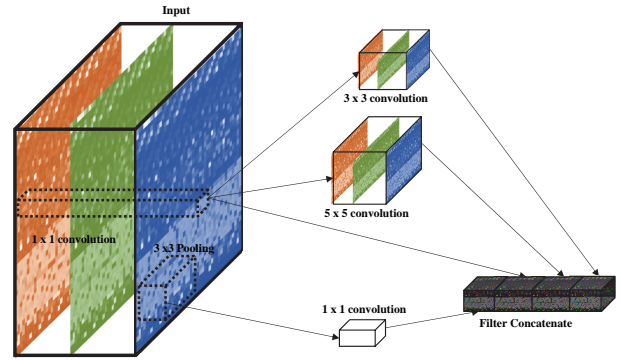 Input
3 x 3 convolution
5 x 5 convolution
1 x 1 convolution
3 x3 Pooling
1 x 1 convolution
Filter Concatenate